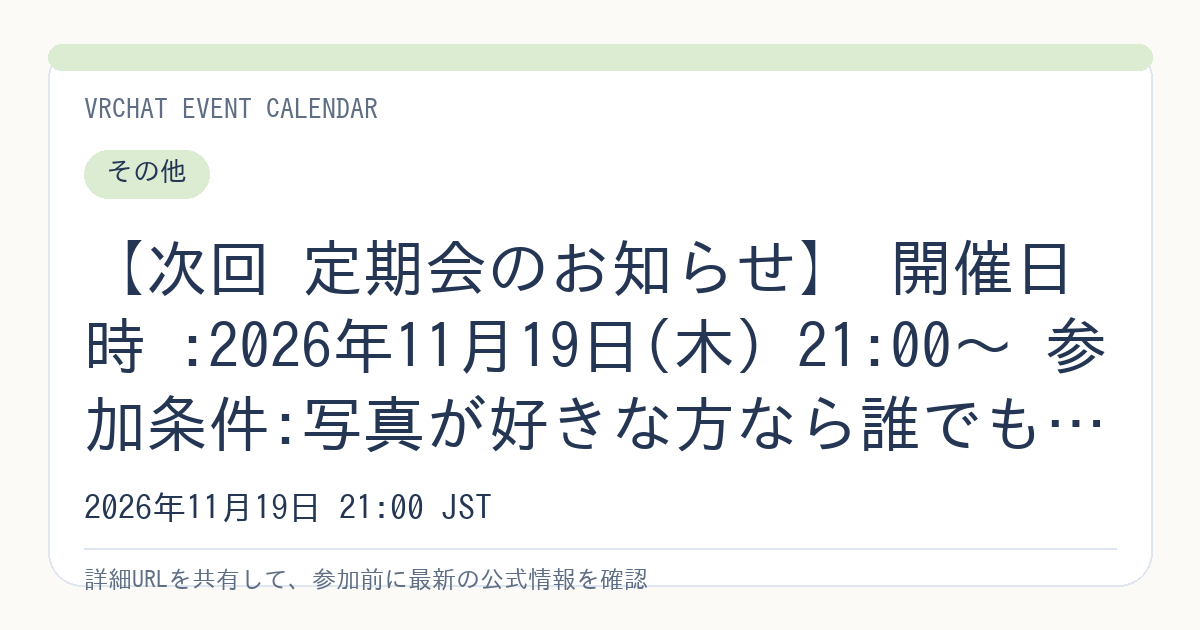 VRCHAT EVENT CALENDAR
その他
【次回 定期会のお知らせ】 開催日
時 :2026年11月19日(木) 21:00～ 参
加条件:写真が好きな方なら誰でも…
2026年11月19日 21:00 JST
詳細URLを共有して、参加前に最新の公式情報を確認